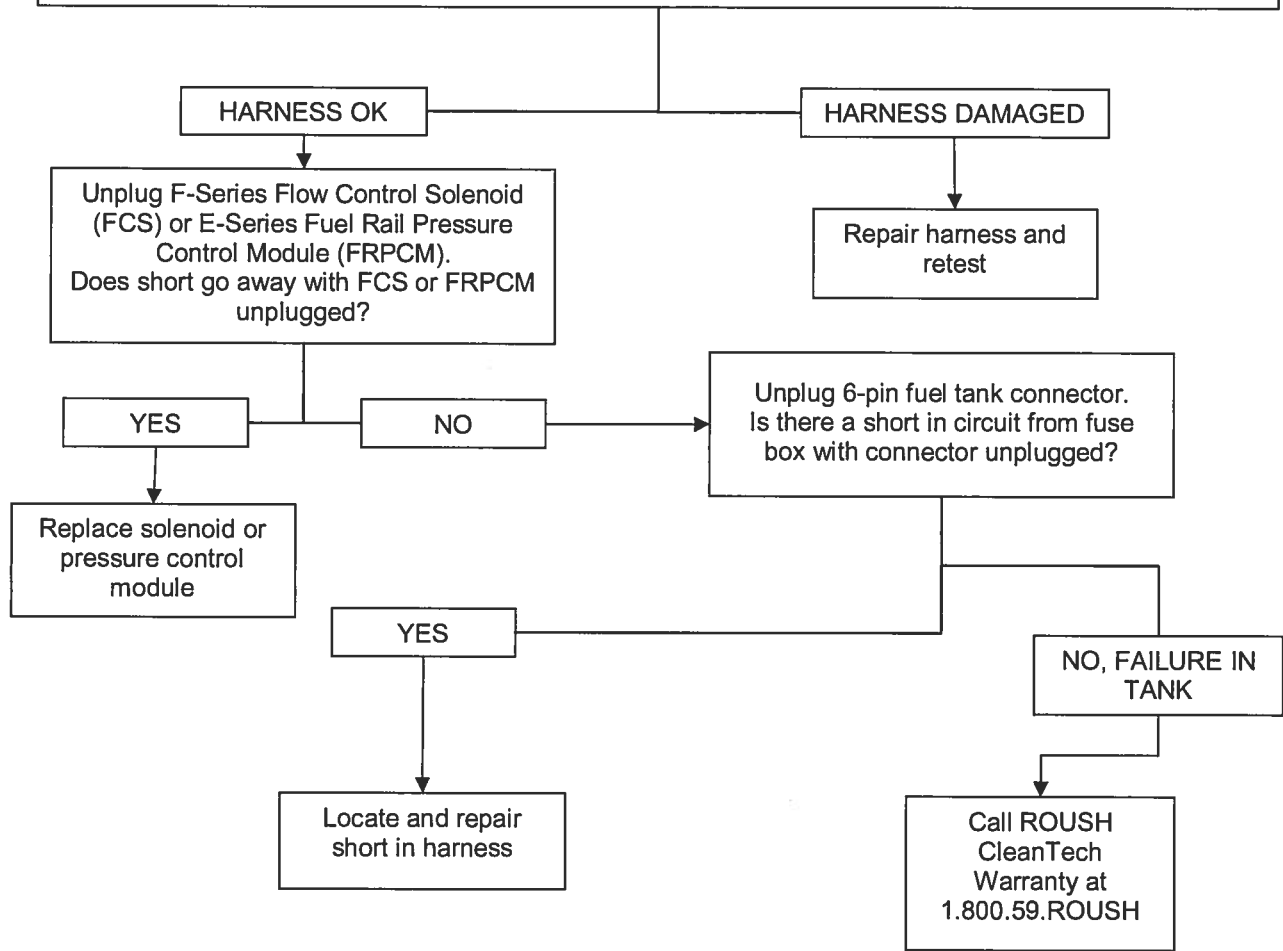 HARNESS OK
HARNESS DAMAGED
Unplug F-Series Flow Control Solenoid
(FCS) or E-Series Fuel Rail Pressure
Control Module (FRPCM).
Does short go away with FCS or FRPCM
unplugged?
Repair harness and
retest
YES
NO
Unplug 6-pin fuel tank connector.
Is there a short in circuit from fuse
box with connector unplugged?
Replace solenoid or
pressure control
module
YES
NO, FAILURE IN
TANK
Locate and repair
short in harness
Call ROUSH
CleanTech
Warranty at
1.800.59.ROUSH